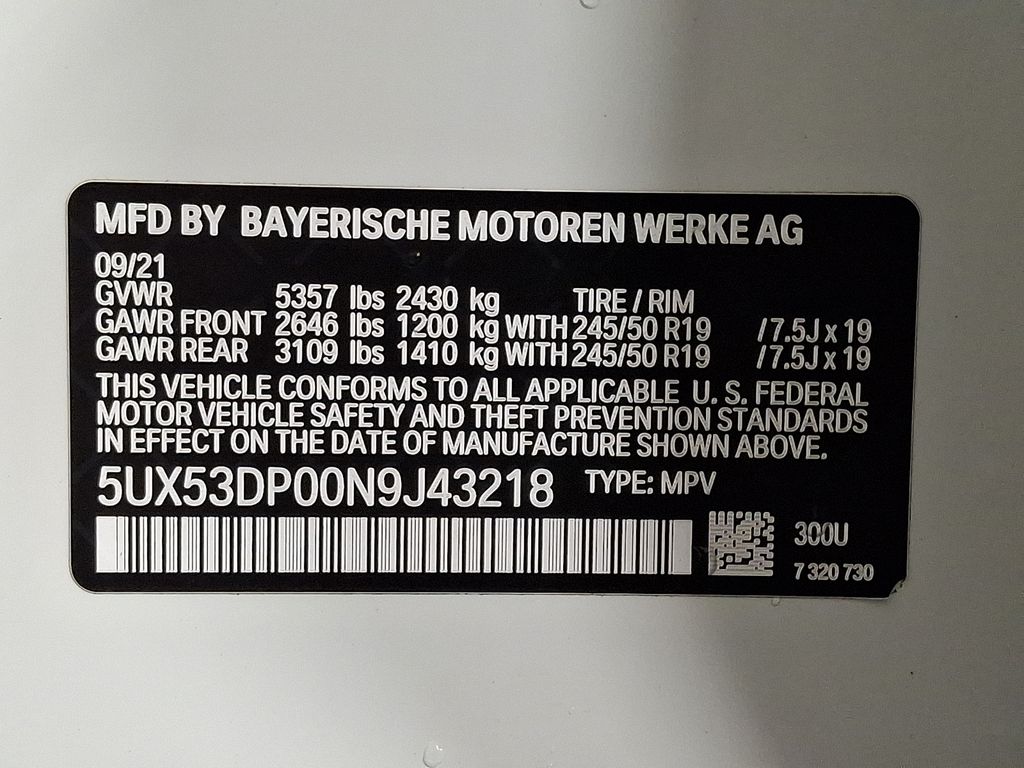 MFD BY BAYERISCHE MOTOREN WERKE AG
09/21
GVWR 5357 lbs 2430 kg TIRE / RIM
GAWR FRONT 2646 lbs 1200 kg WITH 245/50 R19 /7.5J x 19
GAWR REAR 3109 lbs 1410 kg WITH 245/50 R19 /7.5J x 19
THIS VEHICLE CONFORMS TO ALL APPLICABLE U. S. FEDERAL
MOTOR VEHICLE SAFETY AND THEFT PREVENTION STANDARDS
IN EFFECT ON THE DATE OF MANUFACTURE SHOWN ABOVE.
5UX53DP00N9J43218 TYPE: MPV
300U
7 320 730